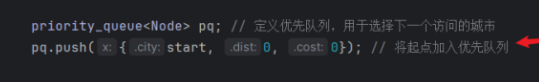 priority_queue<Node> pq; // 定义优先队列，用于选择下一个访问的城市
pq.push( x: {.city: start, .dist: 0, .cost: 0}); // 将起点加入优先队列